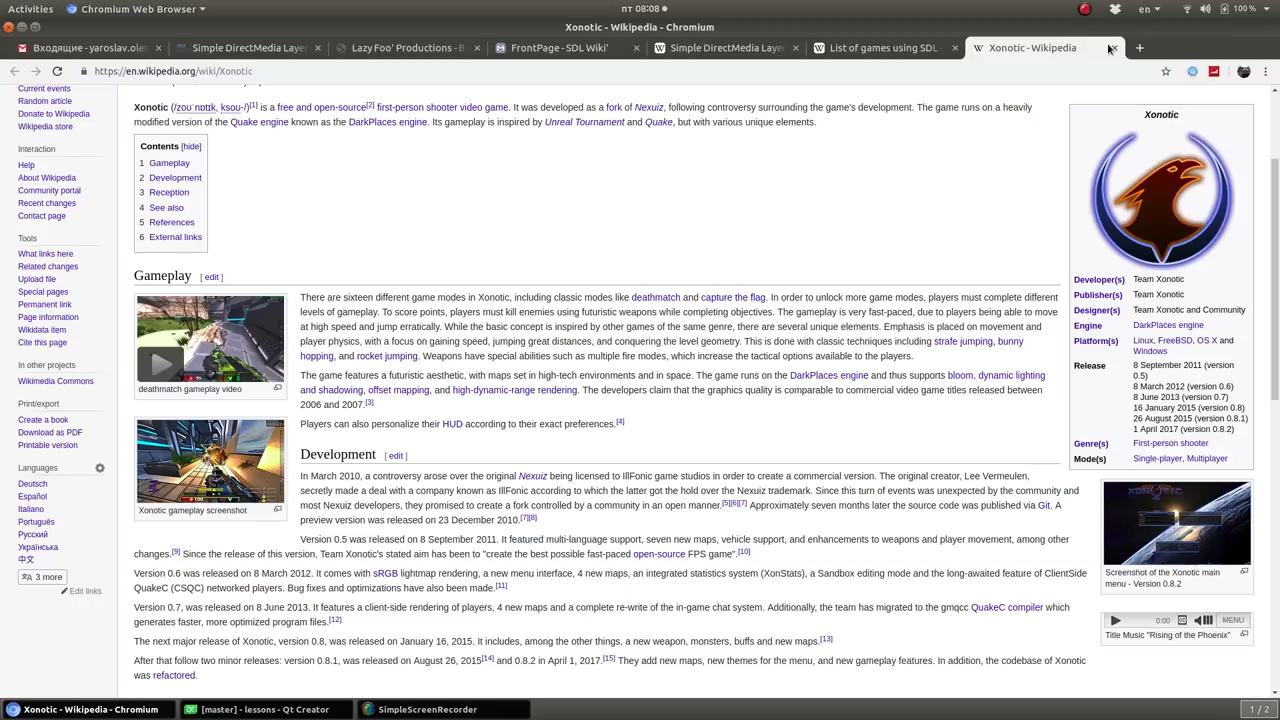 Activities
Chromium Web Browser
пт 08:08
en
100 %
Xonotic - Wikipedia - Chromium
Входящие - yaroslav.oles
Simple DirectMedia Layer
Lazy Foo' Productions - B
FrontPage - SDL Wiki
Simple DirectMedia Layer
List of games using SDL -
Xonotic - Wikipedia
https://en.wikipedia.org/wiki/Xonotic
Current events
Random article
Donate to Wikipedia
Wikipedia store
Interaction
Help
About Wikipedia
Community portal
Recent changes
Contact page
Tools
What links here
Related changes
Upload file
Special pages
Permanent link
Page information
Wikidata item
Cite this page
In other projects
Wikimedia Commons
Print/export
Create a book
Download as PDF
Printable version
Languages
Deutsch
Español
Italiano
Português
Русский
Українська
中文
3 more
Edit links
Xonotic (/zoʊˈnɒtɪk, ksoʊ-/)[1] is a free and open-source[2] first-person shooter video game. It was developed as a fork of Nexuiz, following controversy surrounding the game's development. The game runs on a heavily
modified version of the Quake engine known as the DarkPlaces engine. Its gameplay is inspired by Unreal Tournament and Quake, but with various unique elements.
Contents [hide]
1 Gameplay
2 Development
3 Reception
4 See also
5 References
6 External links
Gameplay [ edit ]
deathmatch gameplay video
Xonotic gameplay screenshot
There are sixteen different game modes in Xonotic, including classic modes like deathmatch and capture the flag. In order to unlock more game modes, players must complete different
levels of gameplay. To score points, players must kill enemies using futuristic weapons while completing objectives. The gameplay is very fast-paced, due to players being able to move
at high speed and jump erratically. While the basic concept is inspired by other games of the same genre, there are several unique elements. Emphasis is placed on movement and
player physics, with a focus on gaining speed, jumping great distances, and conquering the level geometry. This is done with classic techniques including strafe jumping, bunny
hopping, and rocket jumping. Weapons have special abilities such as multiple fire modes, which increase the tactical options available to the players.
The game features a futuristic aesthetic, with maps set in high-tech environments and in space. The game runs on the DarkPlaces engine and thus supports bloom, dynamic lighting
and shadowing, offset mapping, and high-dynamic-range rendering. The developers claim that the graphics quality is comparable to commercial video game titles released between
2006 and 2007.[3]
Players can also personalize their HUD according to their exact preferences.[4]
Development [ edit ]
In March 2010, a controversy arose over the original Nexuiz being licensed to IllFonic game studios in order to create a commercial version. The original creator, Lee Vermeulen,
secretly made a deal with a company known as IllFonic according to which the latter got the hold over the Nexuiz trademark. Since this turn of events was unexpected by the community and
most Nexuiz developers, they promised to create a fork controlled by a community in an open manner.[5][6][7] Approximately seven months later the source code was published via Git. A
preview version was released on 23 December 2010.[7][8]
Version 0.5 was released on 8 September 2011. It featured multi-language support, seven new maps, vehicle support, and enhancements to weapons and player movement, among other
changes.[9] Since the release of this version, Team Xonotic's stated aim has been to "create the best possible fast-paced open-source FPS game".[10]
Version 0.6 was released on 8 March 2012. It comes with sRGB lightmap rendering, a new menu interface, 4 new maps, an integrated statistics system (XonStats), a Sandbox editing mode and the long-awaited feature of ClientSide
QuakeC (CSQC) networked players. Bug fixes and optimizations have also been made.[11]
Version 0.7, was released on 8 June 2013. It features a client-side rendering of players, 4 new maps and a complete re-write of the in-game chat system. Additionally, the team has migrated to the gmqcc QuakeC compiler which
generates faster, more optimized program files.[12]
The next major release of Xonotic, version 0.8, was released on January 16, 2015. It includes, among the other things, a new weapon, monsters, buffs and new maps.[13]
After that follow two minor releases: version 0.8.1, was released on August 26, 2015[14] and 0.8.2 in April 1, 2017.[15] They add new maps, new themes for the menu, and new gameplay features. In addition, the codebase of Xonotic
was refactored.
Xonotic
Developer(s) Team Xonotic
Publisher(s) Team Xonotic
Designer(s) Team Xonotic and Community
Engine DarkPlaces engine
Platform(s) Linux, FreeBSD, OS X and
Windows
Release 8 September 2011 (version
0.5)
8 March 2012 (version 0.6)
8 June 2013 (version 0.7)
16 January 2015 (version 0.8)
26 August 2015 (version 0.8.1)
1 April 2017 (version 0.8.2)
Genre(s) First-person shooter
Mode(s) Single-player, Multiplayer
XONOTIC
Screenshot of the Xonotic main
menu - Version 0.8.2
0:00
MENU
Title Music "Rising of the Phoenix"
Xonotic - Wikipedia - Chromium
[master] - lessons - Qt Creator
SimpleScreenRecorder
1 / 2